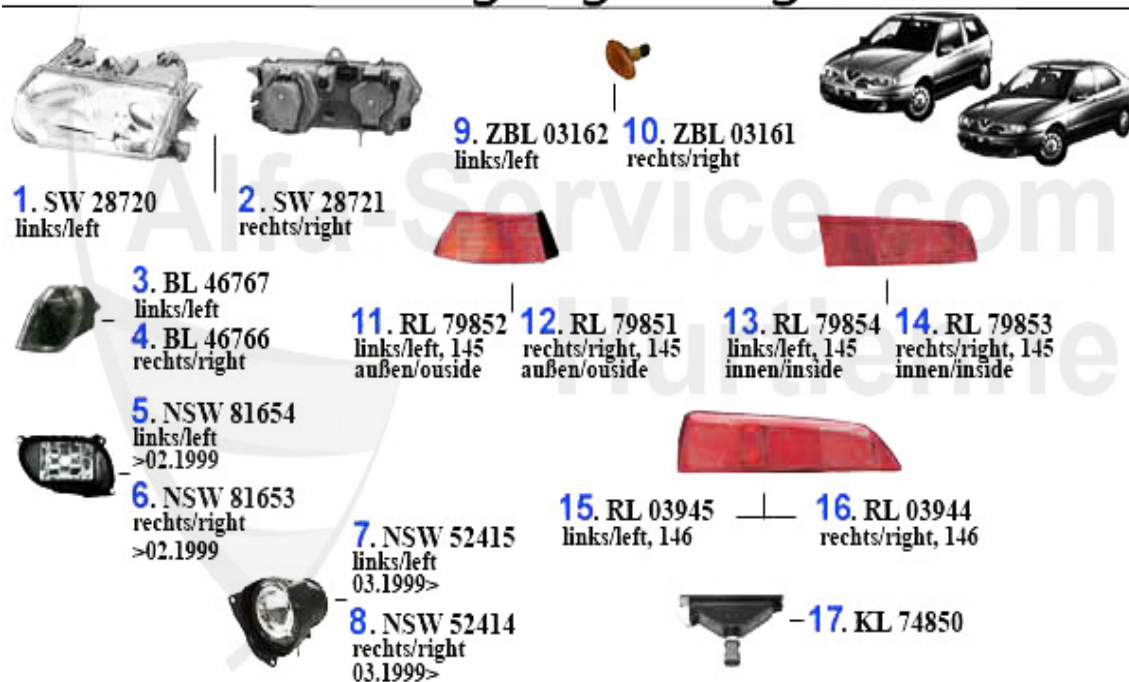 9. ZBL 03162
links/left
10. ZBL 03161
rechts/right
1. SW 28720
links/left
2. SW 28721
rechts/right
Alfa-Service.com
Hurtienne
3. BL 46767
links/left
4. BL 46766
rechts/right
11. RL 79852
links/left, 145
außen/ouside
12. RL 79851
rechts/right, 145
außen/ouside
13. RL 79854
links/left, 145
innen/inside
14. RL 79853
rechts/right, 145
innen/inside
5. NSW 81654
links/left
>02.1999
6. NSW 81653
rechts/right
>02.1999
15. RL 03945
links/left, 146
16. RL 03944
rechts/right, 146
7. NSW 52415
links/left
03.1999>
8. NSW 52414
rechts/right
03.1999>
17. KL 74850